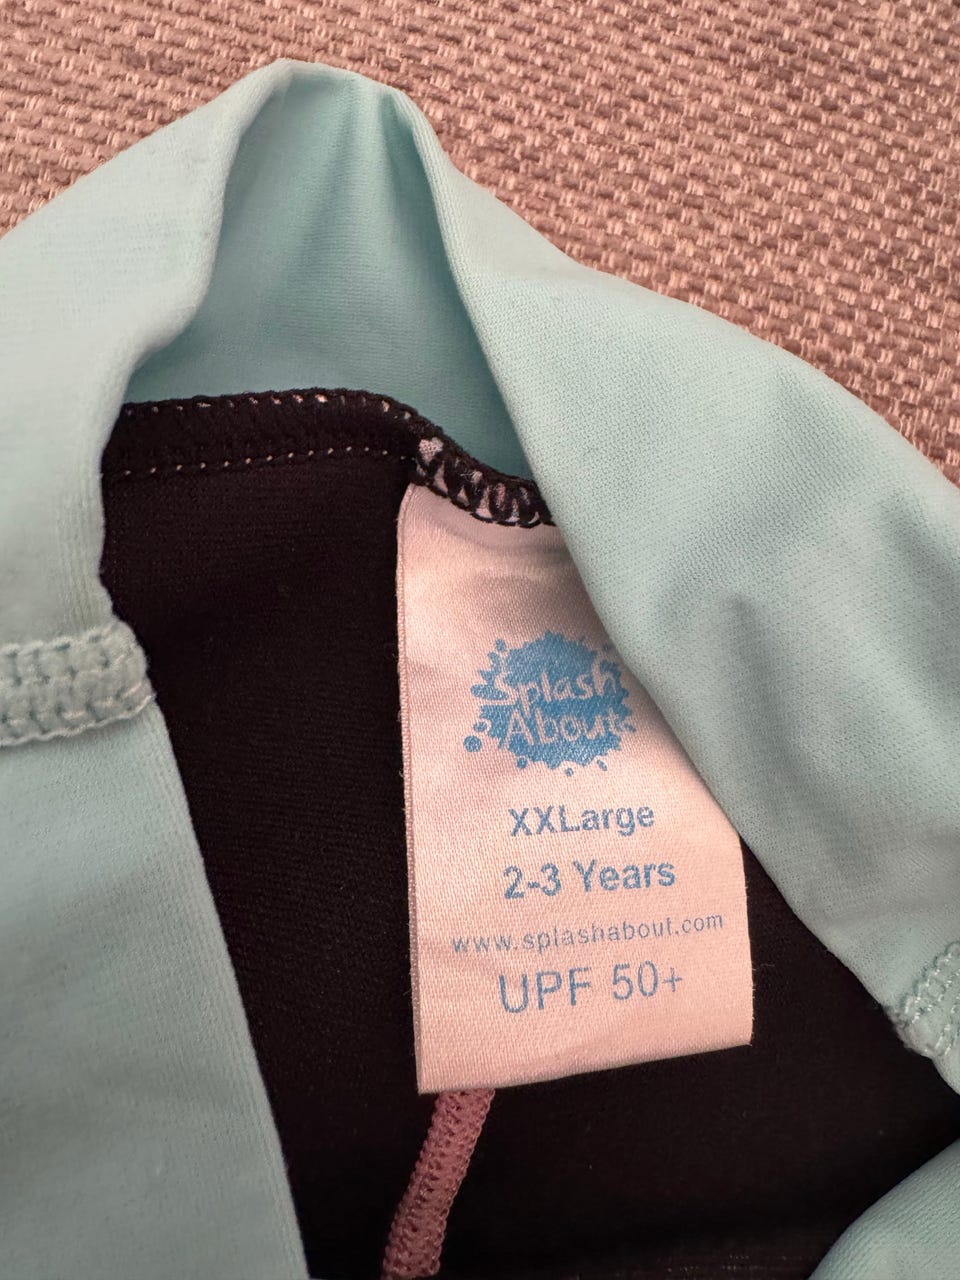 Splash
About
XXLarge
2-3 Years
www.splashabout.com
UPF 50+